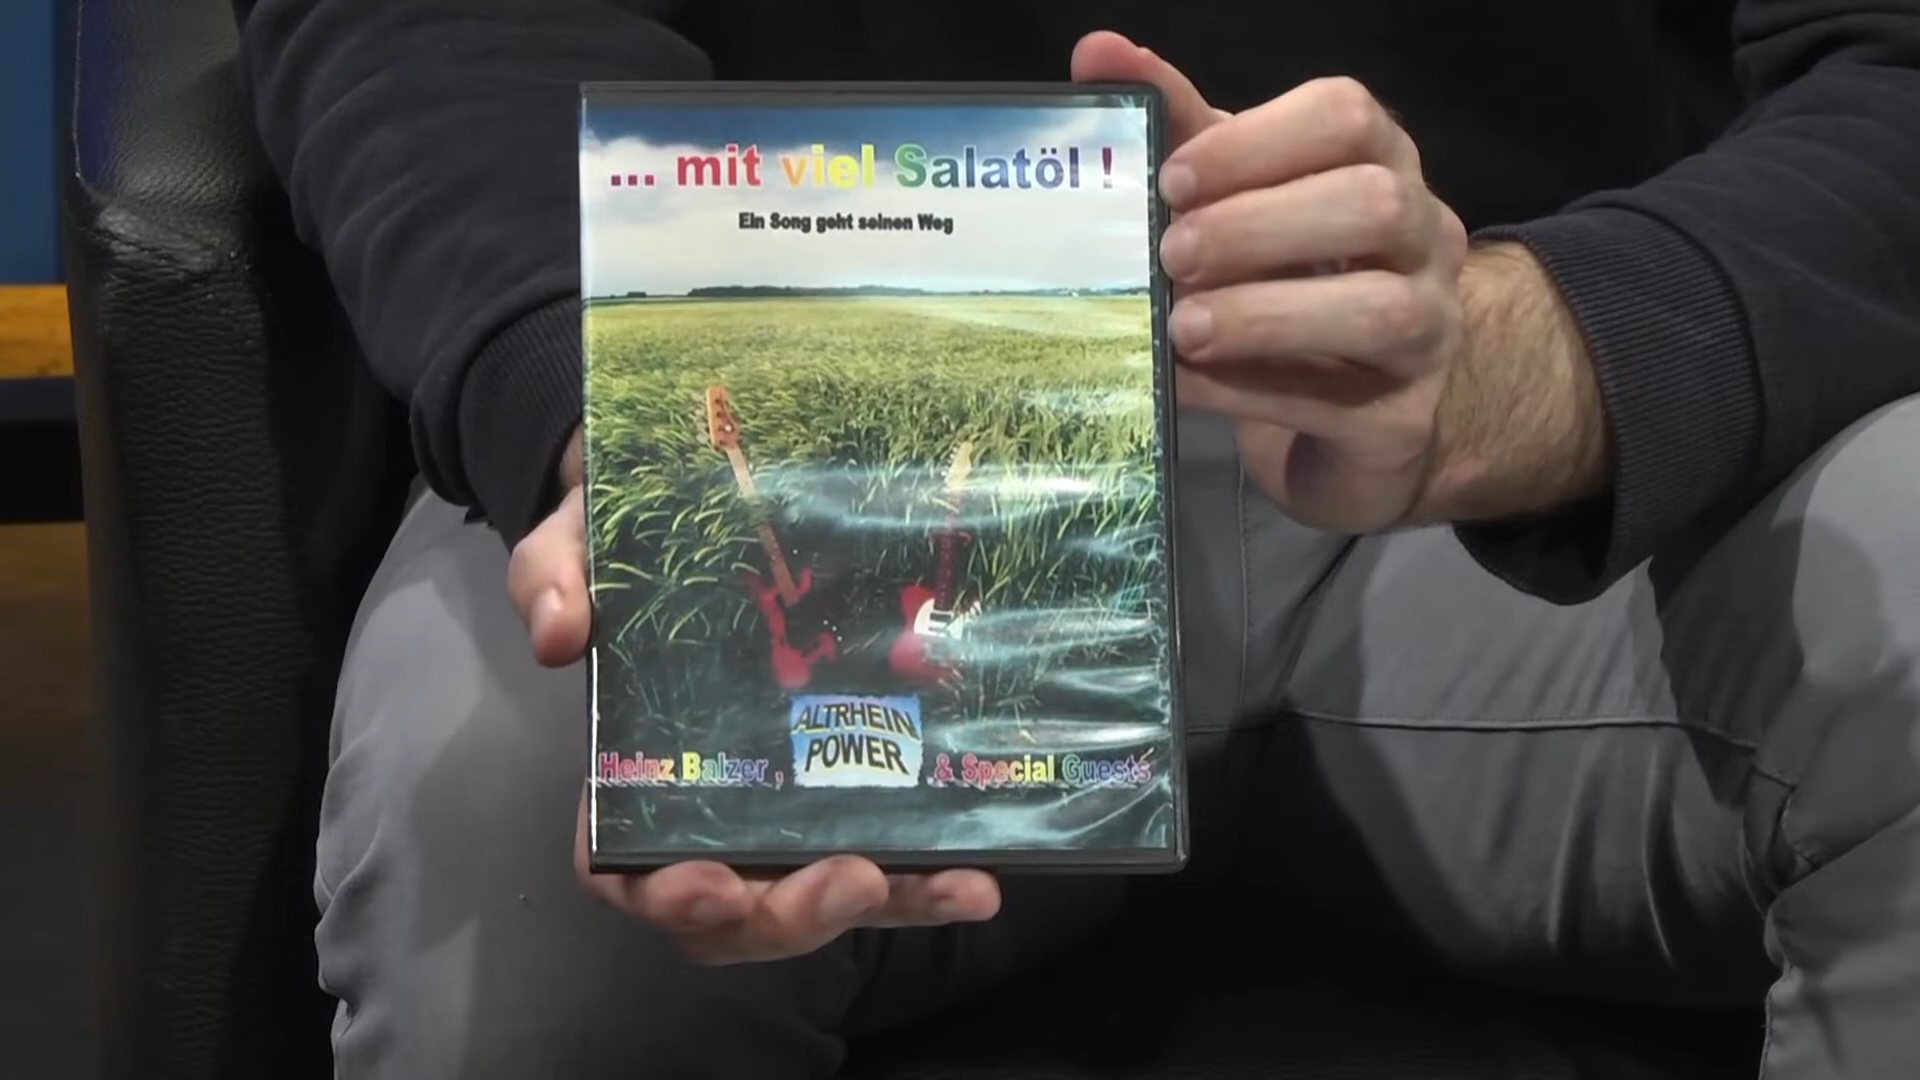 ... mit viel Salatöl !
Ein Song geht seinen Weg
ALTRHEIN
POWER
Heinz Balzer , & Special Guests